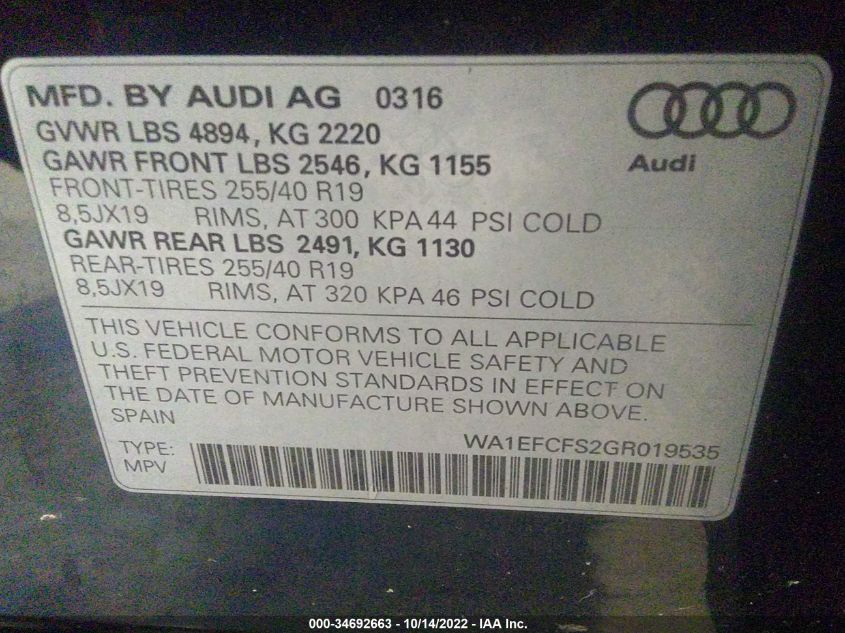 MFD. BY AUDI AG 0316
GVWR LBS 4894, KG 2220
GAWR FRONT LBS 2546, KG 1155
FRONT-TIRES 255/40 R19
8,5JX19 RIMS, AT 300 KPA 44 PSI COLD
GAWR REAR LBS 2491, KG 1130
REAR-TIRES 255/40 R19
8,5JX19 RIMS, AT 320 KPA 46 PSI COLD
Audi
THIS VEHICLE CONFORMS TO ALL APPLICABLE
U.S. FEDERAL MOTOR VEHICLE SAFETY AND
THEFT PREVENTION STANDARDS IN EFFECT ON
THE DATE OF MANUFACTURE SHOWN ABOVE.
SPAIN
WA1EFCFS2GR019535
TYPE:
MPV
000-34692663 - 10/14/2022 - IAA Inc.